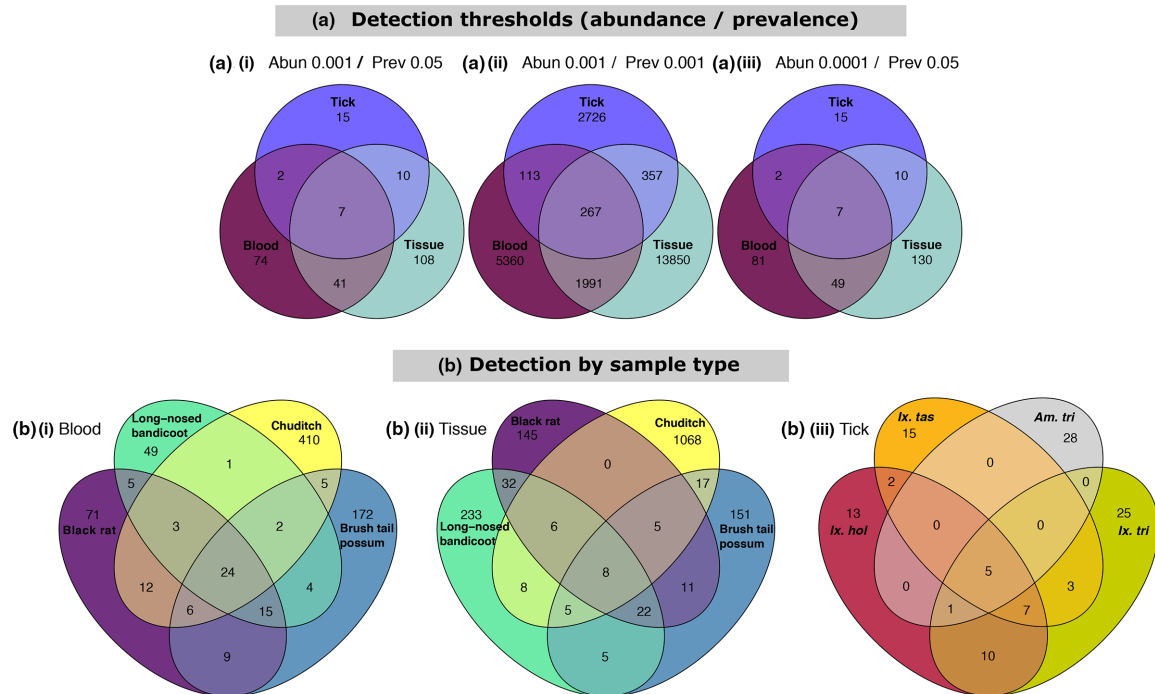 (a) Detection thresholds (abundance / prevalence)
(a) (i) Abun 0.001 / Prev 0.05
(a) (ii) Abun 0.001 / Prev 0.001
(a) (iii) Abun 0.0001 / Prev 0.05
Tick
15
2
10
7
Blood
74
Tissue
108
41
Tick
2726
113
357
267
Blood
5360
Tissue
13850
1991
Tick
15
2
10
7
Blood
81
Tissue
130
49
(b) Detection by sample type
(b) (i) Blood
Long-nosed
bandicoot
49
Chuditch
410
1
5
5
71
Black rat
3
2
172
Brush tail
possum
24
12
4
6
15
9
(b) (ii) Tissue
Black rat
145
Chuditch
1068
0
32
17
233
Long-nosed
bandicoot
6
5
151
Brush tail
possum
8
8
11
5
22
5
b) (iii) Tick
Ix. tas
15
Am. tri
28
0
2
0
13
Ix. hol
0
0
25
Ix. tri
5
0
3
1
7
10